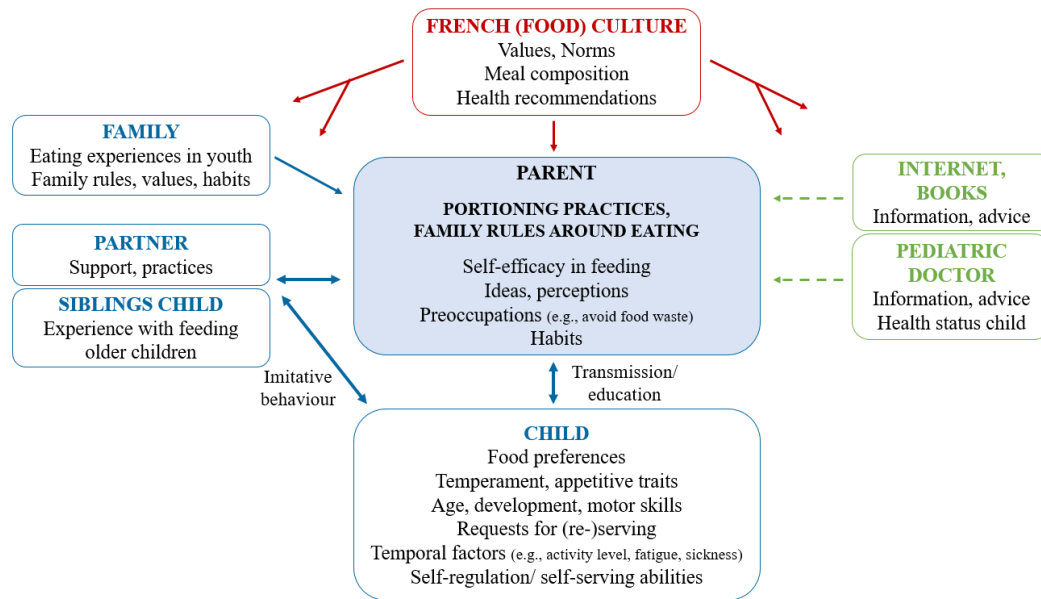 FRENCH (FOOD) CULTURE
Values, Norms
Meal composition
Health recommendations
FAMILY
Eating experiences in youth
Family rules, values, habits
PARTNER
Support, practices
SIBLINGS CHILD
Experience with feeding
older children
PARENT
PORTIONING PRACTICES,
FAMILY RULES AROUND EATING
Self-efficacy in feeding
Ideas, perceptions
Preoccupations (e.g., avoid food waste)
Habits
INTERNET,
BOOKS
Information, advice
PEDIATRIC
DOCTOR
Information, advice
Health status child
Imitative
behaviour
Transmission/
education
CHILD
Food preferences
Temperament, appetitive traits
Age, development, motor skills
Requests for (re-)serving
Temporal factors (e.g., activity level, fatigue, sickness)
Self-regulation/ self-serving abilities